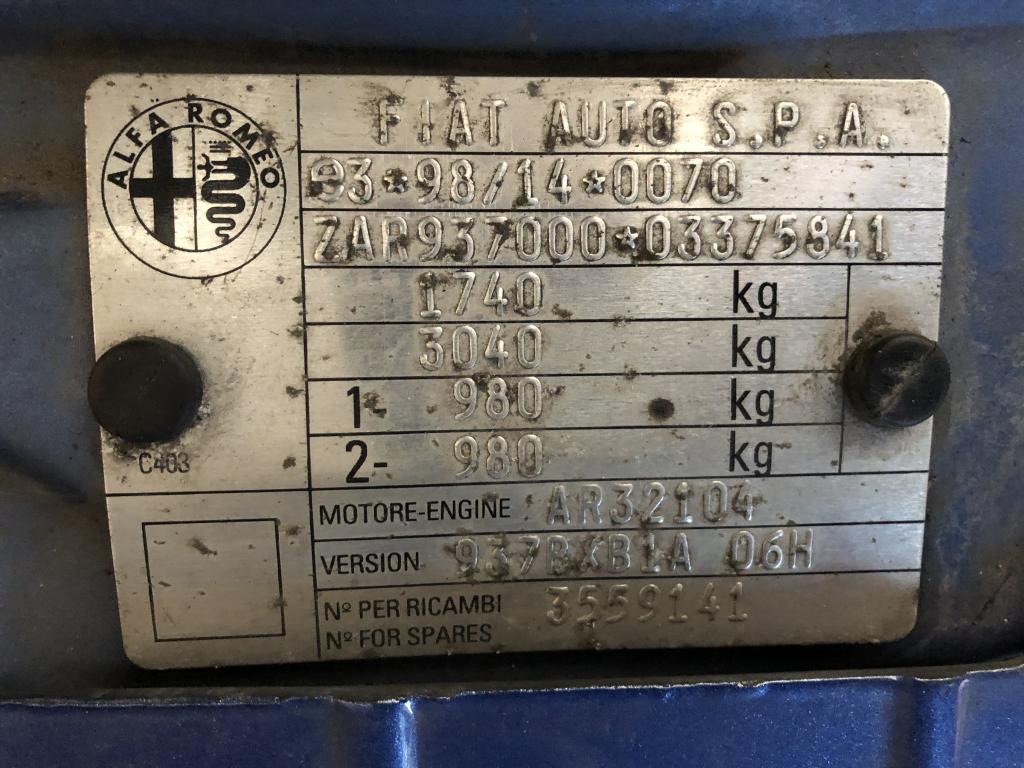 ALFA ROMEO
FIAT AUTO S.P.A.
e3*98/14*0070
ZAR937000*03375841
1740 kg
3040 kg
1- 980 kg
2- 980 kg
C403
MOTORE-ENGINE AR32104
VERSION 937BXB1A 06H
Nº PER RICAMBI 3559141
Nº FOR SPARES